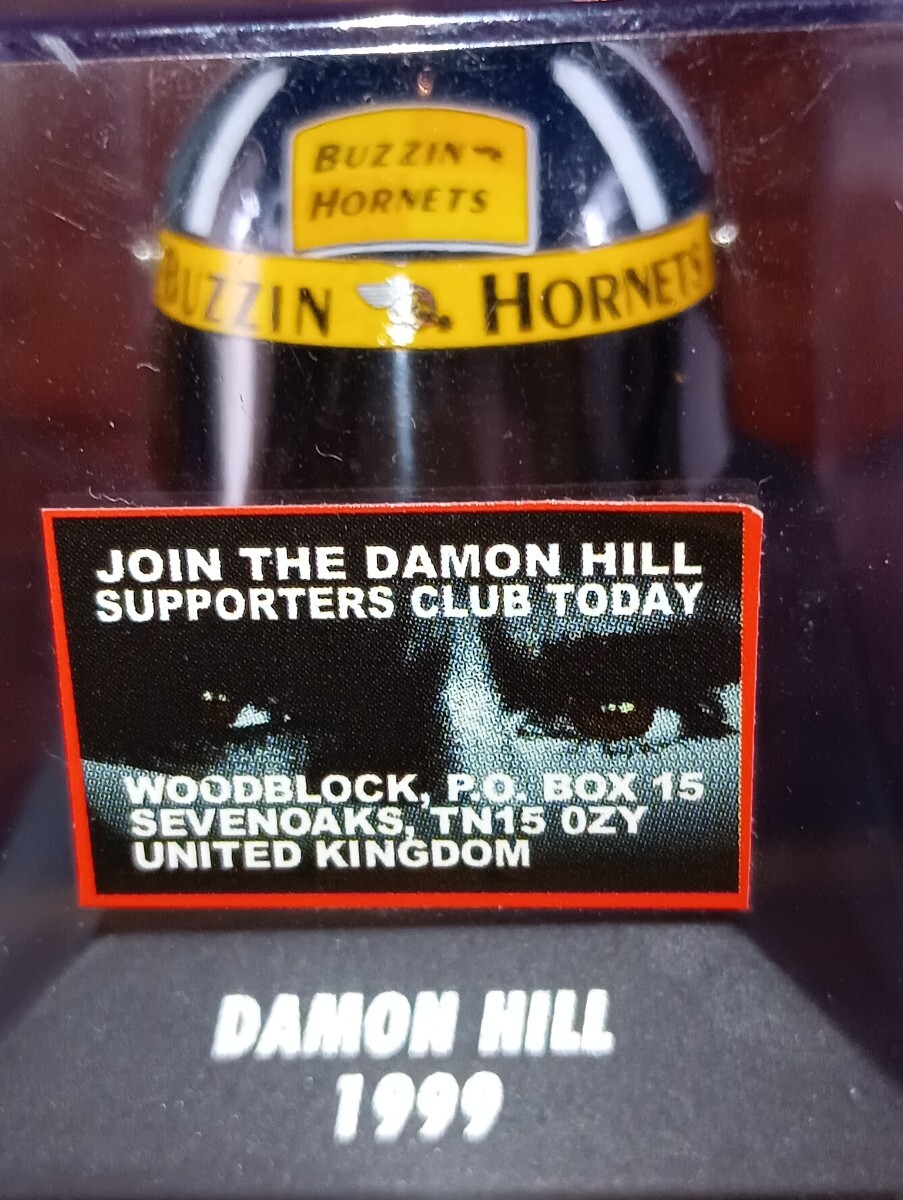 BUZZIN
HORNETS
BUZZIN HORNETS
JOIN THE DAMON HILL
SUPPORTERS CLUB TODAY
WOODBLOCK, P.O. BOX 15
SEVENOAKS, TN15 0ZY
UNITED KINGDOM
DAMON HILL
1999